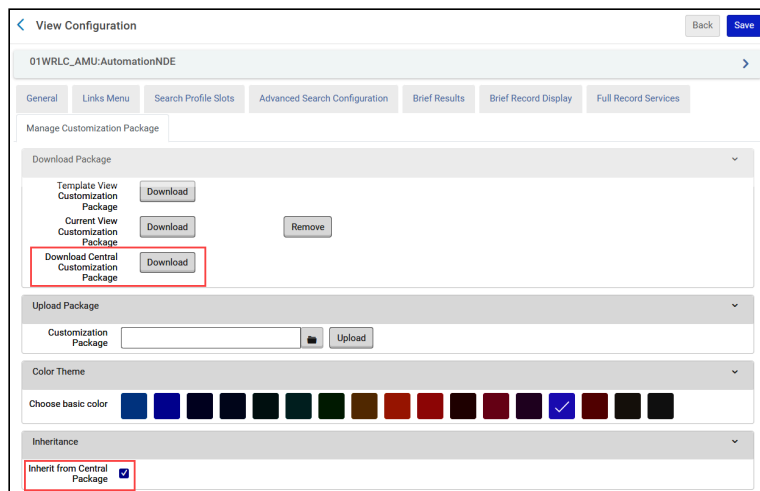 View Configuration
Back
Save
01WRLC_AMU:AutomationNDE
General
Links Menu
Search Profile Slots
Advanced Search Configuration
Brief Results
Brief Record Display
Full Record Services
Manage Customization Package
Download Package
Template View
Customization
Package
Download
Current View
Customization
Package
Download
Remove
Download Central
Customization
Package
Download
Upload Package
Customization
Package
Upload
Color Theme
Choose basic color
Inheritance
Inherit from Central
Package